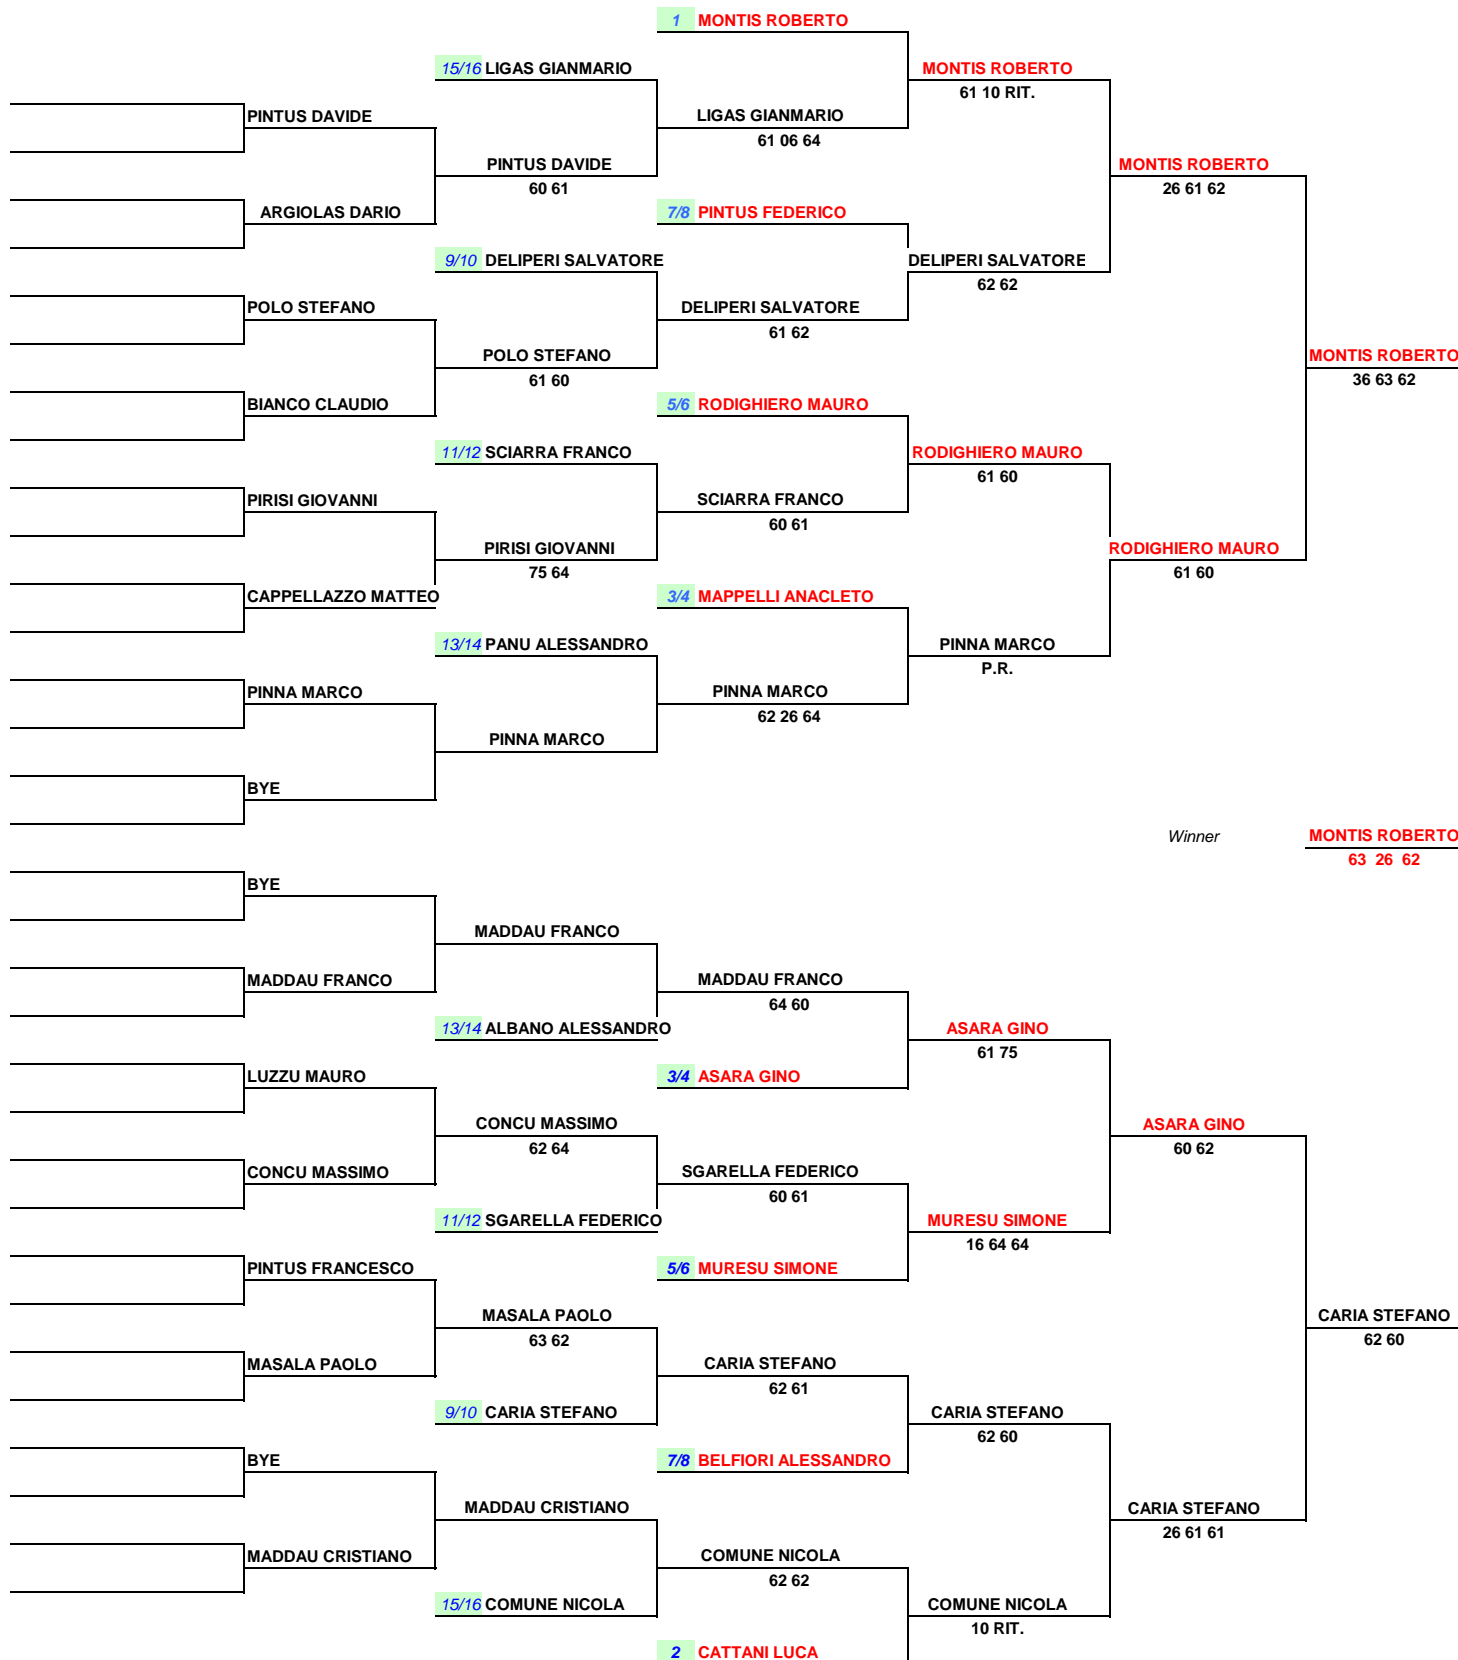 1 MONTIS ROBERTO
15/16 LIGAS GIANMARIO MONTIS ROBERTO
61 10 RIT.
PINTUS DAVIDE LIGAS GIANMARIO
61 06 64
PINTUS DAVIDE MONTIS ROBERTO
60 61 26 61 62
ARGIOLAS DARIO 7/8 PINTUS FEDERICO
9/10 DELIPERI SALVATORE DELIPERI SALVATORE
62 62
POLO STEFANO DELIPERI SALVATORE
61 62
POLO STEFANO MONTIS ROBERTO
61 60 36 63 62
BIANCO CLAUDIO 5/6 RODIGHIERO MAURO
11/12 SCIARRA FRANCO RODIGHIERO MAURO
61 60
PIRISI GIOVANNI SCIARRA FRANCO
60 61
PIRISI GIOVANNI RODIGHIERO MAURO
75 64 61 60
CAPPELLAZZO MATTEO 3/4 MAPPELLI ANACLETO
13/14 PANU ALESSANDRO PINNA MARCO
P.R.
PINNA MARCO PINNA MARCO
62 26 64
PINNA MARCO
BYE
Winner MONTIS ROBERTO
63 26 62
BYE
MADDAU FRANCO
MADDAU FRANCO MADDAU FRANCO
64 60
13/14 ALBANO ALESSANDRO ASARA GINO
61 75
LUZZU MAURO 3/4 ASARA GINO
CONCU MASSIMO ASARA GINO
62 64 60 62
CONCU MASSIMO SGARELLA FEDERICO
60 61
11/12 SGARELLA FEDERICO MURESU SIMONE
16 64 64
PINTUS FRANCESCO 5/6 MURESU SIMONE
MASALA PAOLO CARIA STEFANO
63 62 62 60
MASALA PAOLO CARIA STEFANO
62 61
9/10 CARIA STEFANO CARIA STEFANO
62 60
BYE 7/8 BELFIORI ALESSANDRO
MADDAU CRISTIANO CARIA STEFANO
26 61 61
MADDAU CRISTIANO COMUNE NICOLA
62 62
15/16 COMUNE NICOLA COMUNE NICOLA
10 RIT.
2 CATTANI LUCA